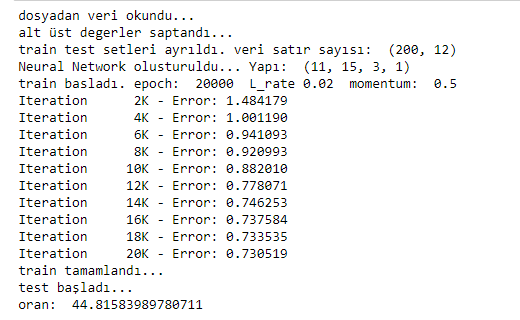 dosyadan veri okundu...
alt üst degerler saptandı...
train test setleri ayrıldı. veri satır sayısı:  (200, 12)
Neural Network olusturuldu... Yapı:  (11, 15, 3, 1)
train basladı. epoch:  20000  L_rate 0.02  momentum:  0.5
Iteration      2K - Error: 1.484179
Iteration      4K - Error: 1.001190
Iteration      6K - Error: 0.941093
Iteration      8K - Error: 0.920993
Iteration     10K - Error: 0.882010
Iteration     12K - Error: 0.778071
Iteration     14K - Error: 0.746253
Iteration     16K - Error: 0.737584
Iteration     18K - Error: 0.733535
Iteration     20K - Error: 0.730519
train tamamlandı...
test başladı...
oran:  44.81583989780711